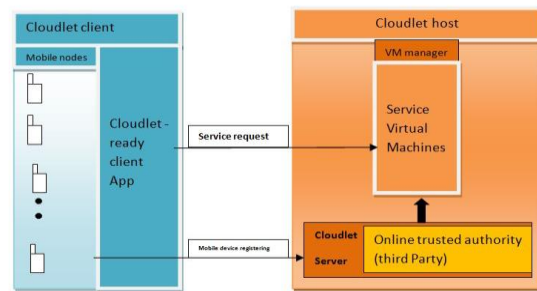 Cloudlet client
Mobile nodes
Cloudlet -
ready
client
App
Service request
Mobile device registering
Cloudlet host
VM manager
Service
Virtual
Machines
Cloudlet
Server
Online trusted authority
(third Party)